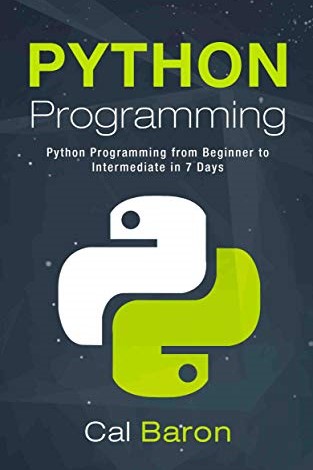 PYTHON
Programming
Python Programming from Beginner to
Intermediate in 7 Days
Cal Baron